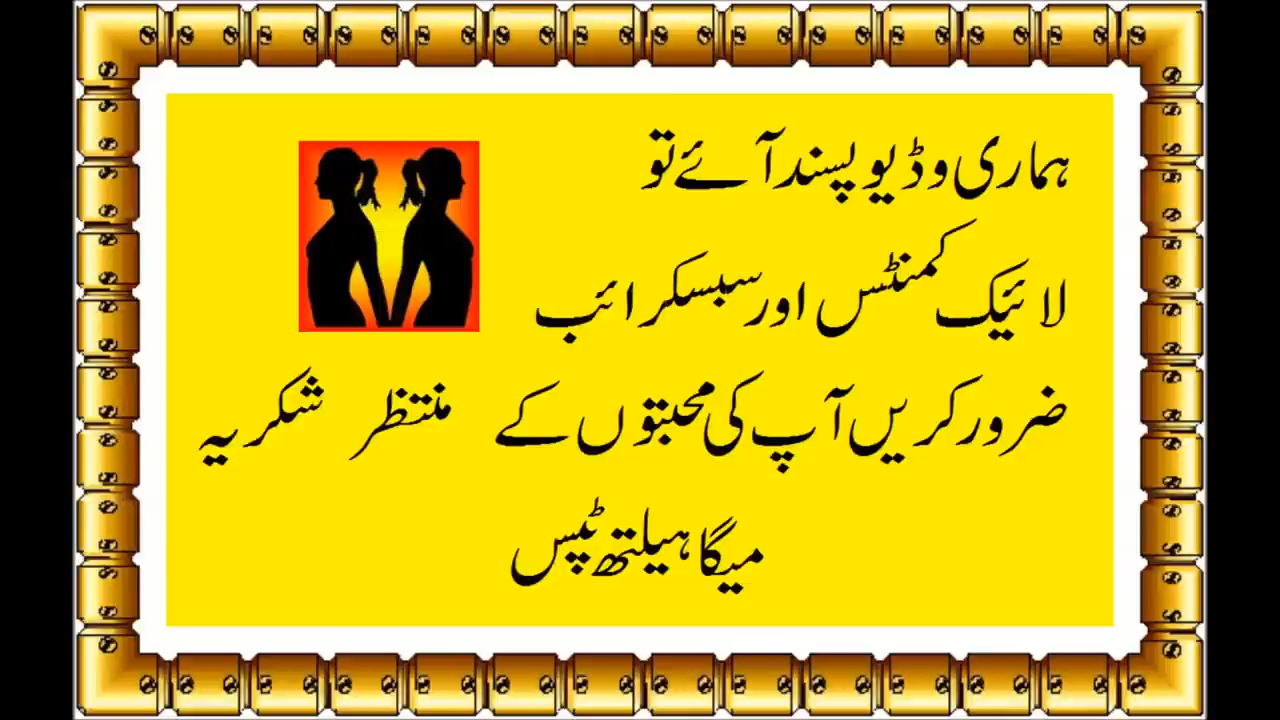 ہماری وڈیو پسند آئے تو
لائیک کمنٹس اور سبسکرائب
ضرور کریں آپ کی محبتوں کے منتظر شکریہ
میگا ہیلتھ ٹپس